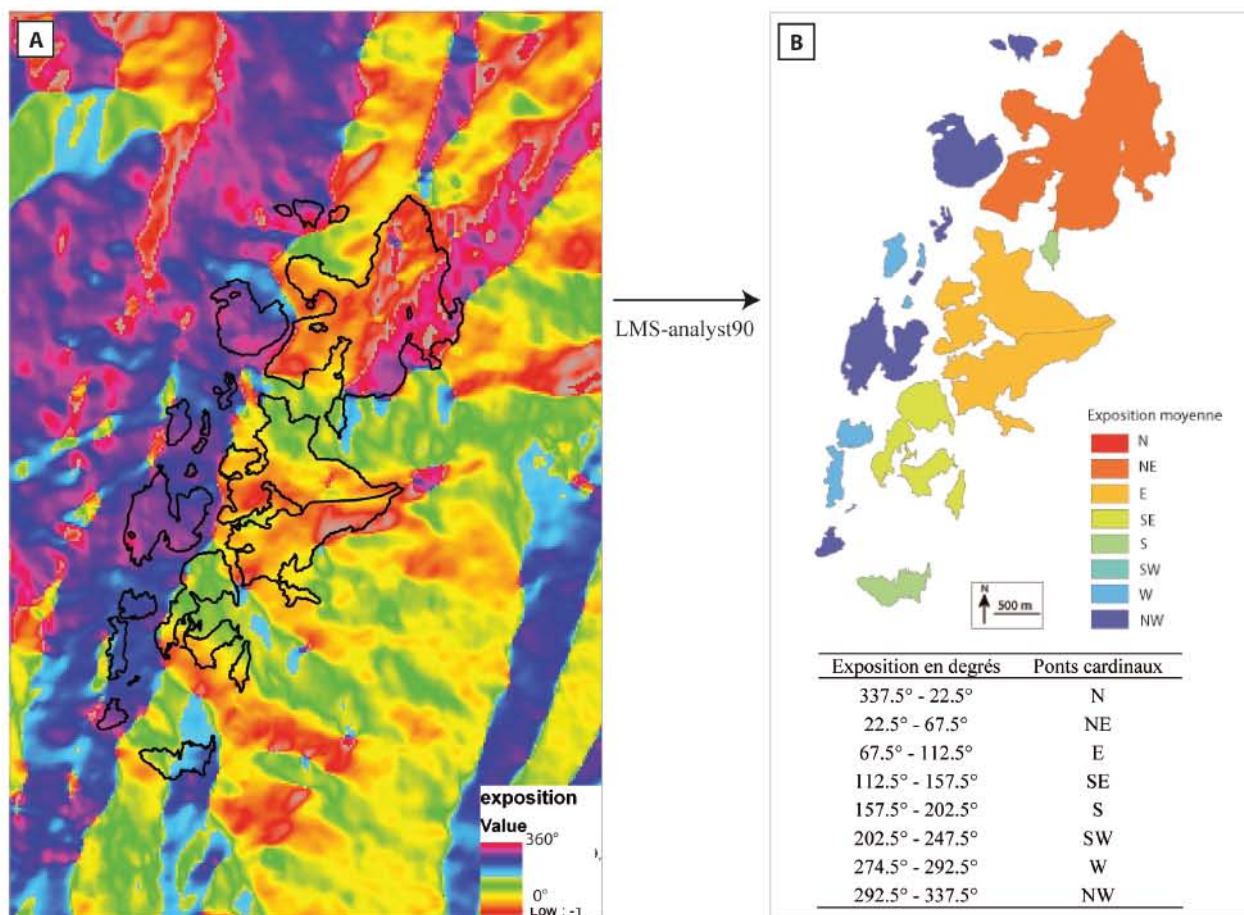 A
exposition
Value
360°
0°
Low : -1
LMS-analyst90
B
Exposition moyenne
N
NE
E
SE
S
SW
W
NW
N
500 m
Exposition en degrés Ponts cardinaux
337.5° - 22.5° N
22.5° - 67.5° NE
67.5° - 112.5° E
112.5° - 157.5° SE
157.5° - 202.5° S
202.5° - 247.5° SW
274.5° - 292.5° W
292.5° - 337.5° NW